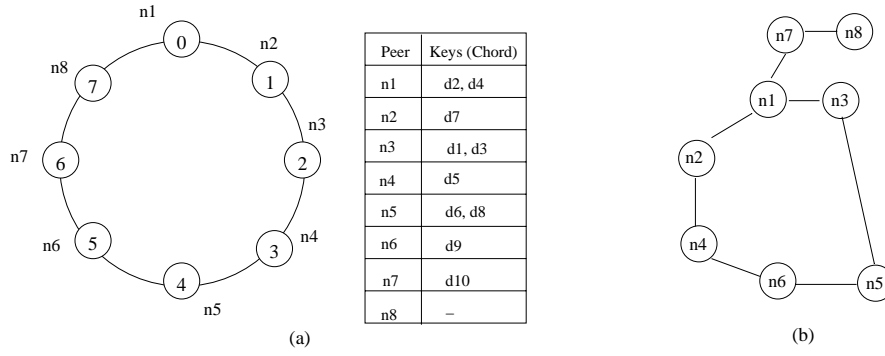 n1
0
n2
1
n8
7
n3
2
n7
6
n6
5
n4
3
4
n5
(a)
Peer Keys (Chord)
n1 d2, d4
n2 d7
n3 d1, d3
n4 d5
n5 d6, d8
n6 d9
n7 d10
n8 –
n7 n8
n1 n3
n2
n4
n6 n5
(b)